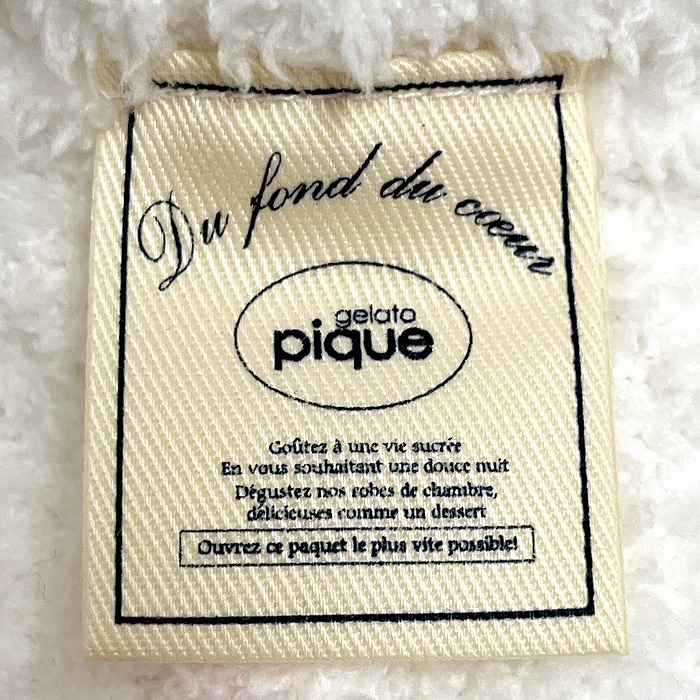 Du fond du cœur
gelato
pique
Goûtez à une vie sucrée
En vous souhaitant une douce nuit
Dégustez nos robes de chambre,
délicieuses comme un dessert
Ouvrez ce paquet le plus vite possible!